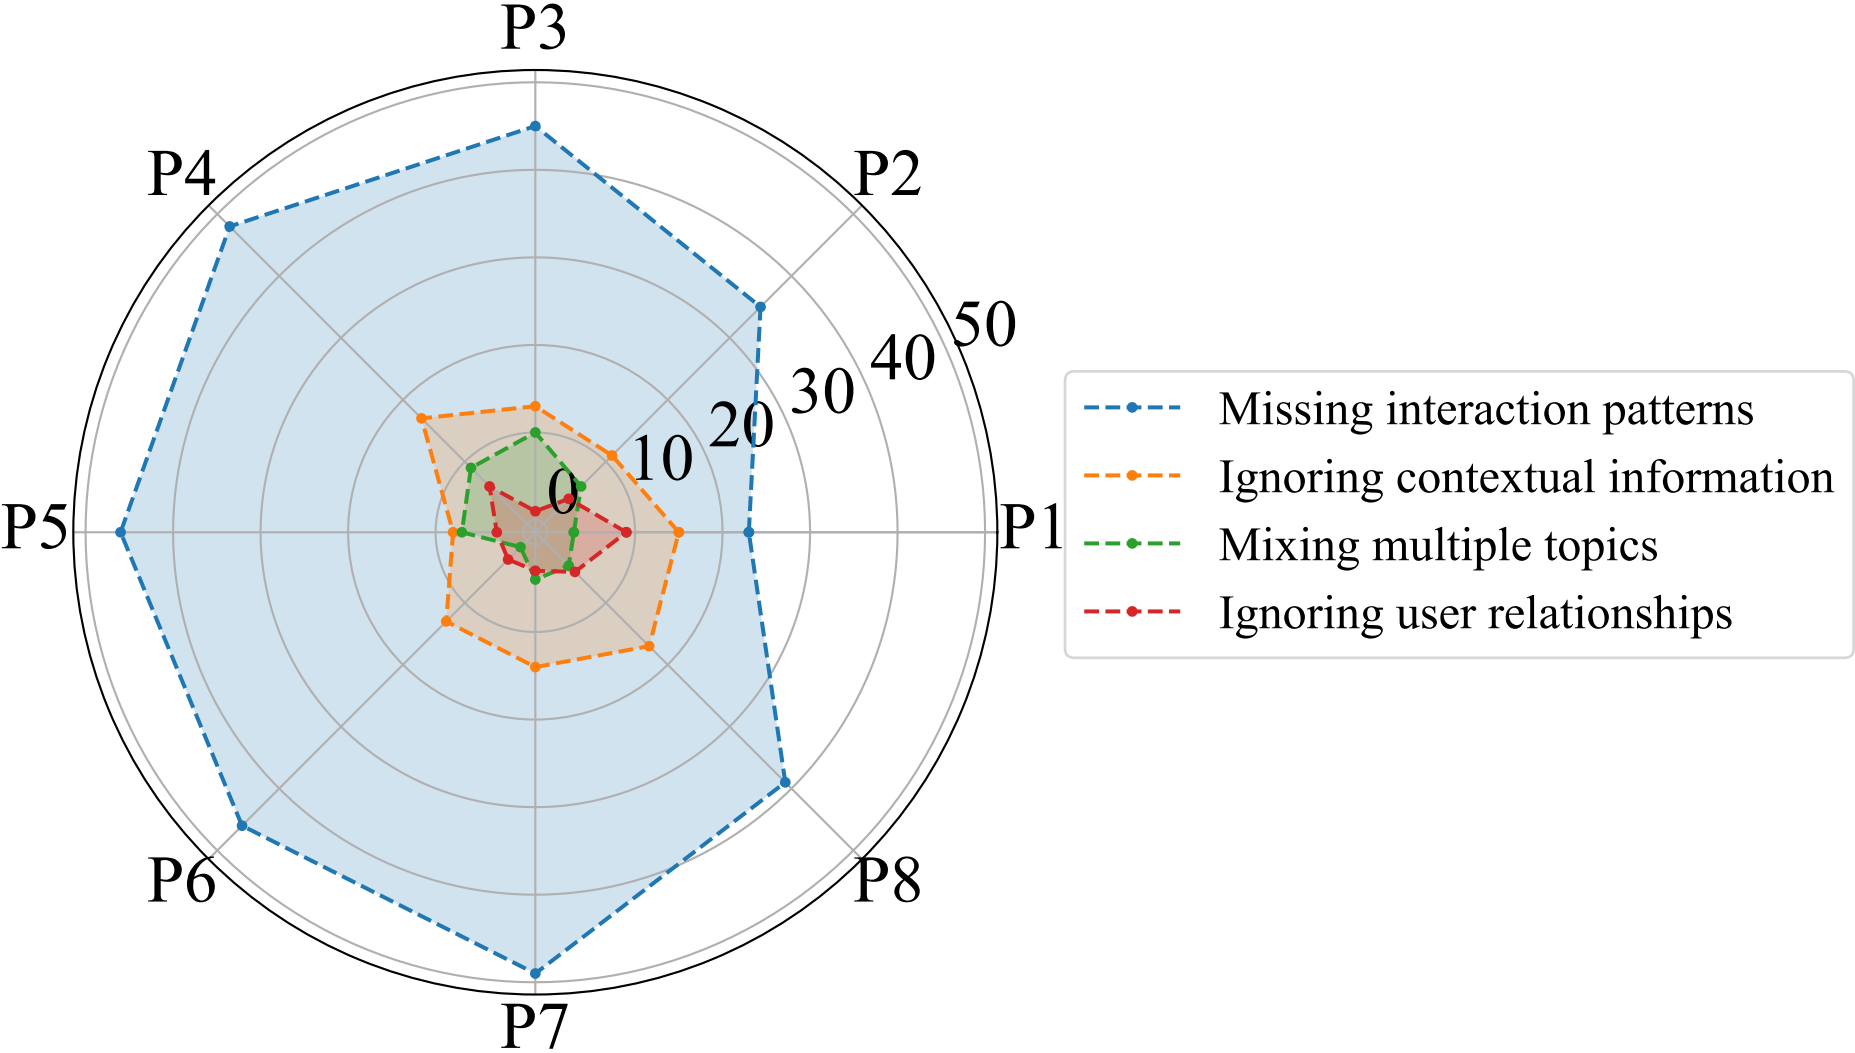 P3
P4
P2
50
40
30
20
10
0
P5
P1
P6
P8
P7
Missing interaction patterns
Ignoring contextual information
Mixing multiple topics
Ignoring user relationships